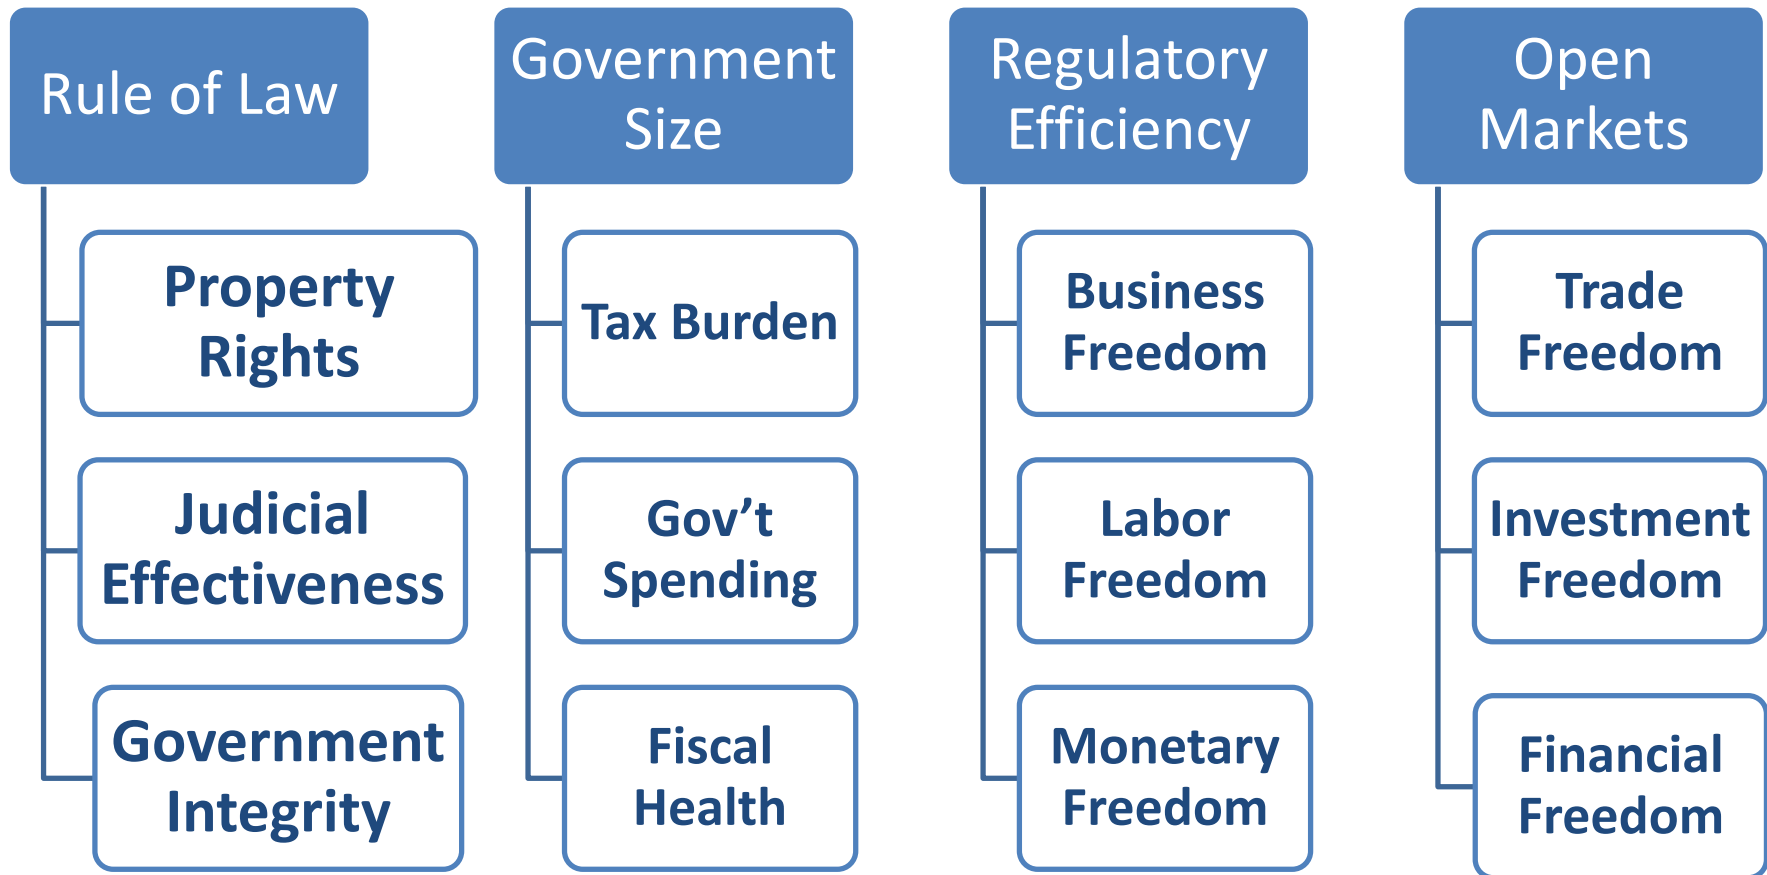 Rule of Law
Property
Rights
Judicial
Effectiveness
Government
Integrity
Government
Size
Tax Burden
Gov’t
Spending
Fiscal
Health
Regulatory
Efficiency
Business
Freedom
Labor
Freedom
Monetary
Freedom
Open
Markets
Trade
Freedom
Investment
Freedom
Financial
Freedom